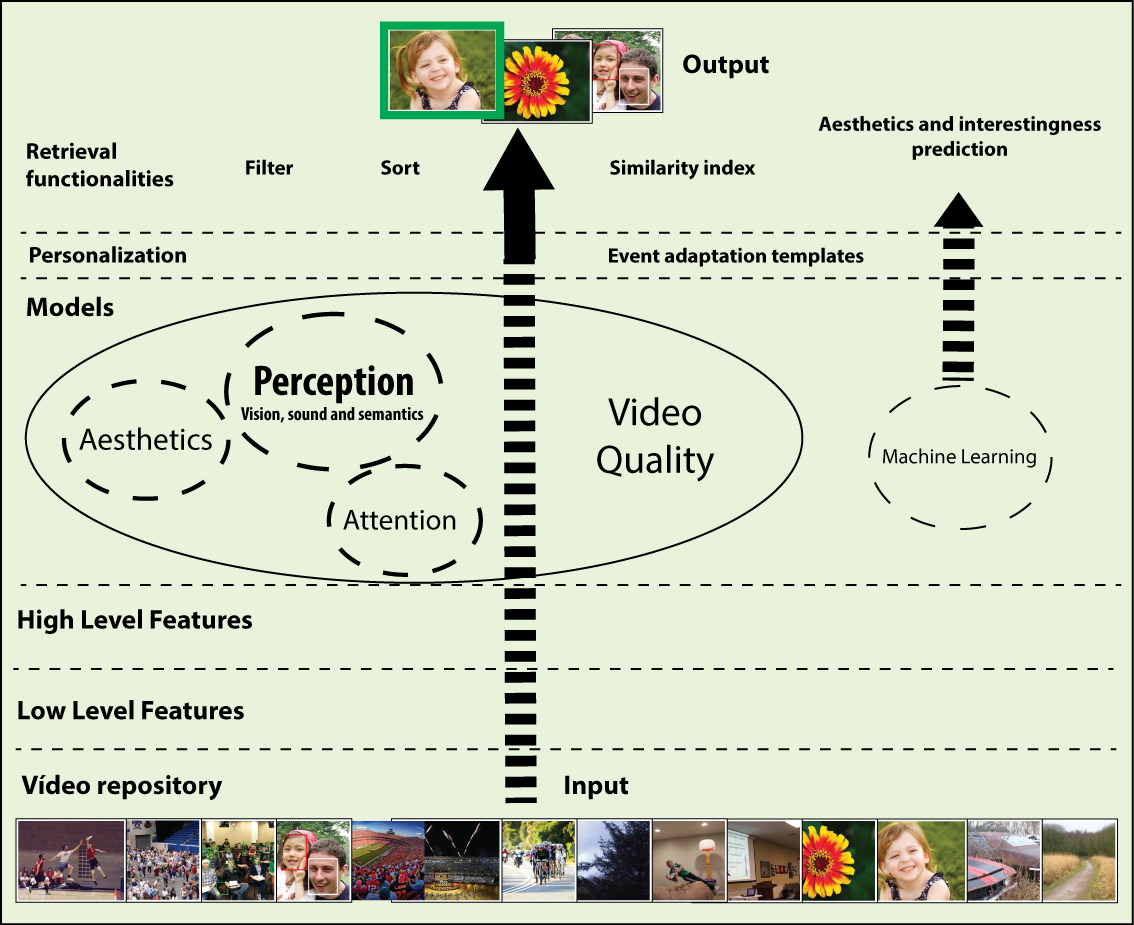 Output
Aesthetics and interestingness
prediction
Retrieval
functionalities
Filter
Sort
Similarity index
Personalization
Event adaptation templates
Models
Perception
Vision, sound and semantics
Aesthetics
Attention
Video
Quality
Machine Learning
High Level Features
Low Level Features
Vídeo repository
Input